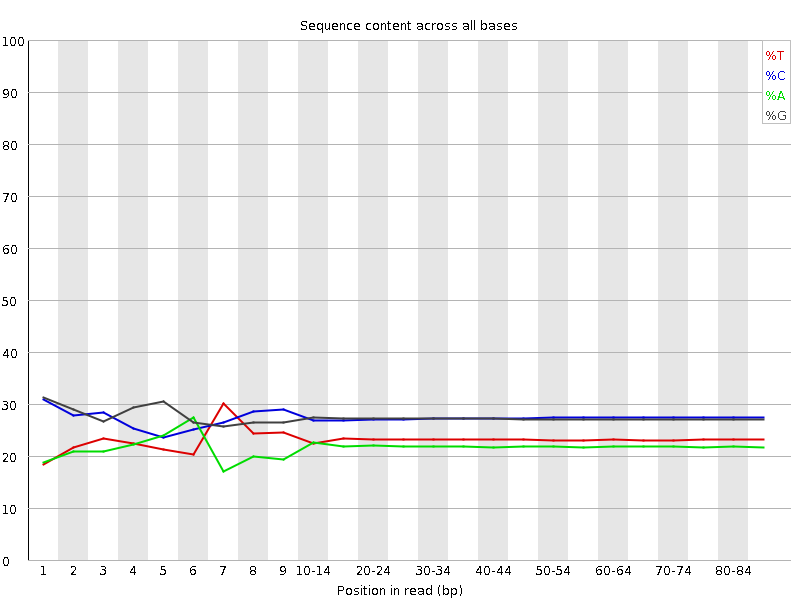 Sequence content across all bases
100
90
80
70
60
50
40
30
20
10
0
%T
%C
%A
%G
1 2 3 4 5 6 7 8 9 10-14 20-24 30-34 40-44 50-54 60-64 70-74 80-84
Position in read (bp)